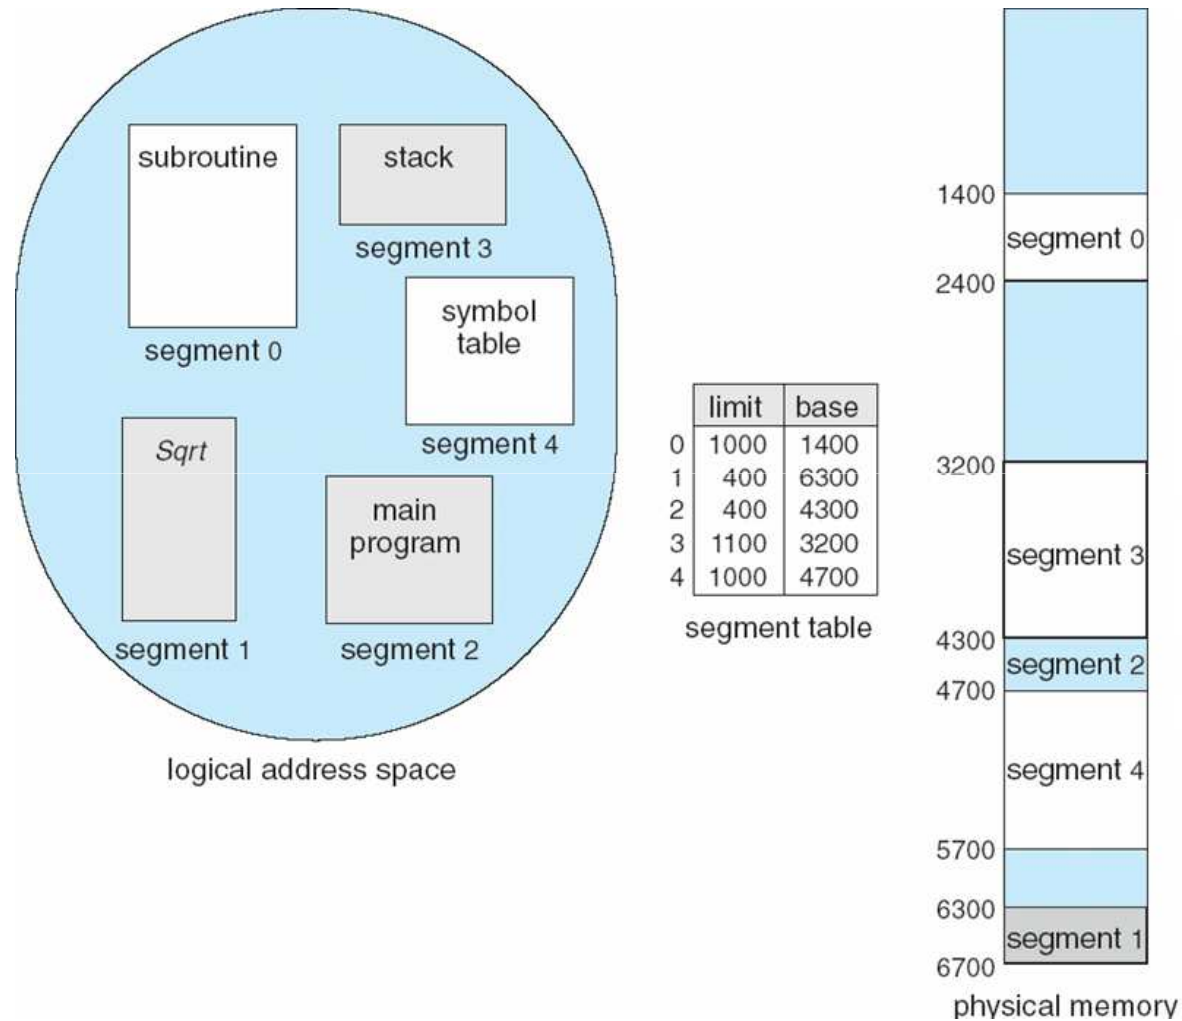 subroutine
segment 0
stack
segment 3
symbol
table
segment 4
Sqrt
segment 1
main
program
segment 2
logical address space
limit base
0 1000 1400
1 400 6300
2 400 4300
3 1100 3200
4 1000 4700
segment table
1400
segment 0
2400
3200
segment 3
4300
segment 2
4700
segment 4
5700
6300
segment 1
6700
physical memory